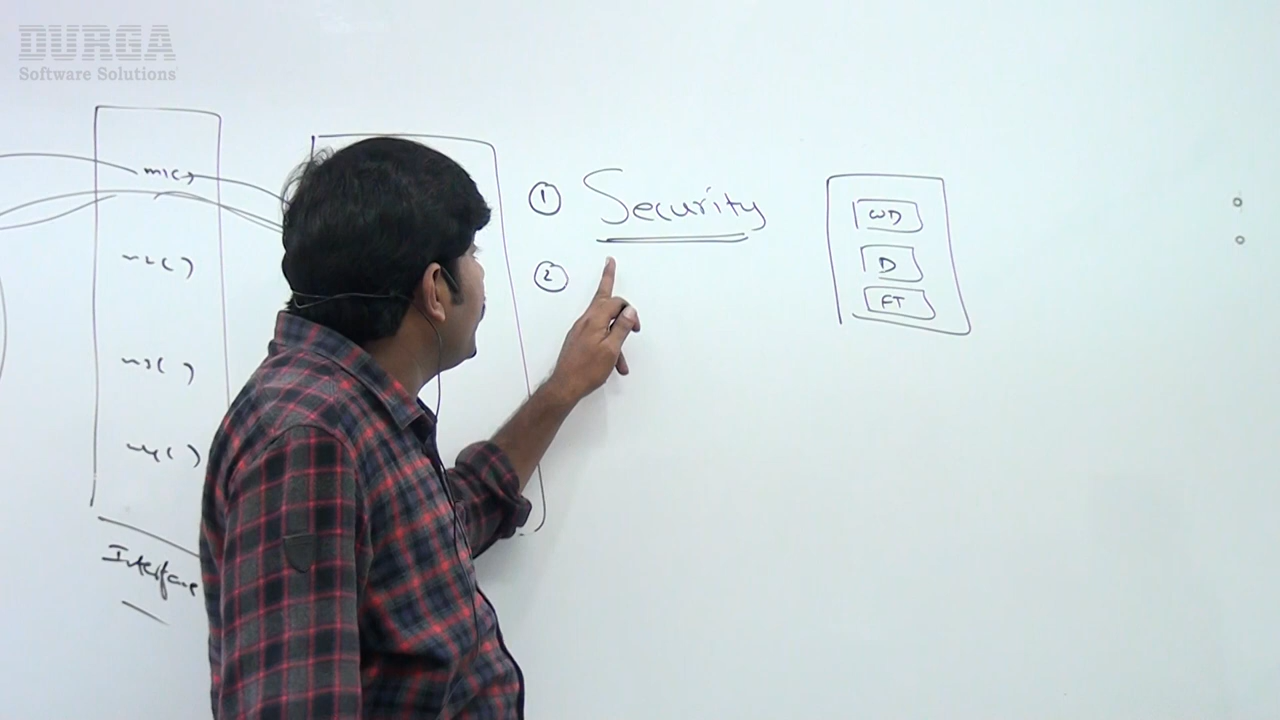 DURGA
Software Solutions
m1()
m2()
m3()
m4()
Interface
① Security
②
WD
D
FT